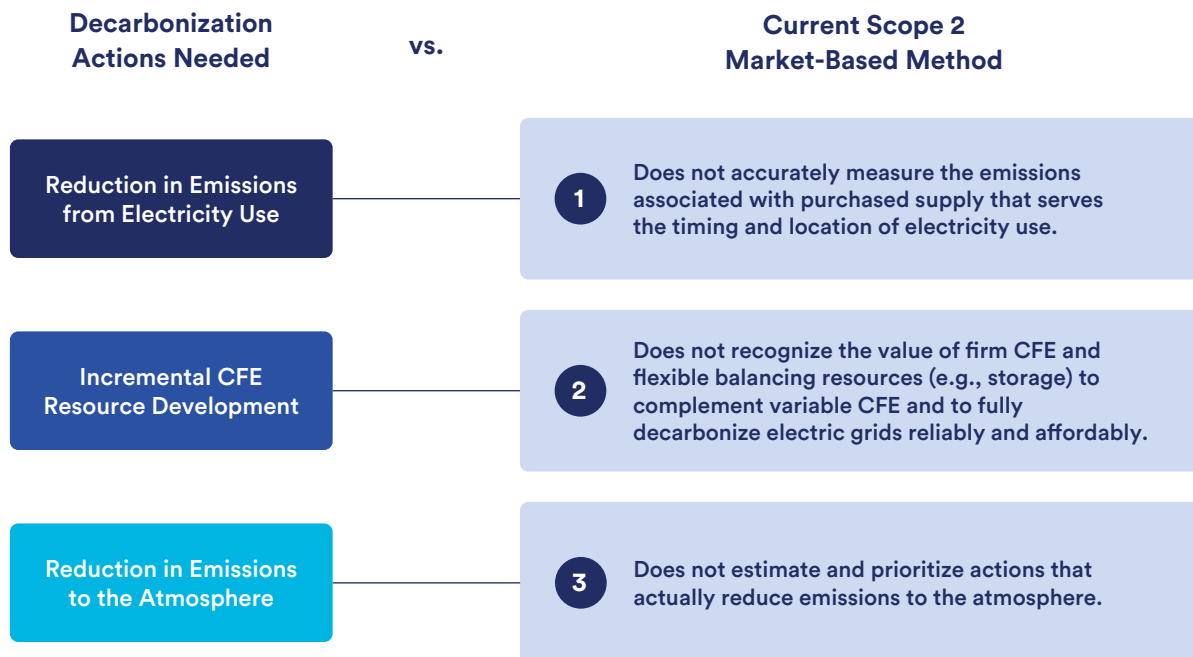 Decarbonization
Actions Needed
vs.
Current Scope 2
Market-Based Method
Reduction in Emissions
from Electricity Use
1
Does not accurately measure the emissions
associated with purchased supply that serves
the timing and location of electricity use.
Incremental CFE
Resource Development
2
Does not recognize the value of firm CFE and
flexible balancing resources (e.g., storage) to
complement variable CFE and to fully
decarbonize electric grids reliably and affordably.
Reduction in Emissions
to the Atmosphere
3
Does not estimate and prioritize actions that
actually reduce emissions to the atmosphere.